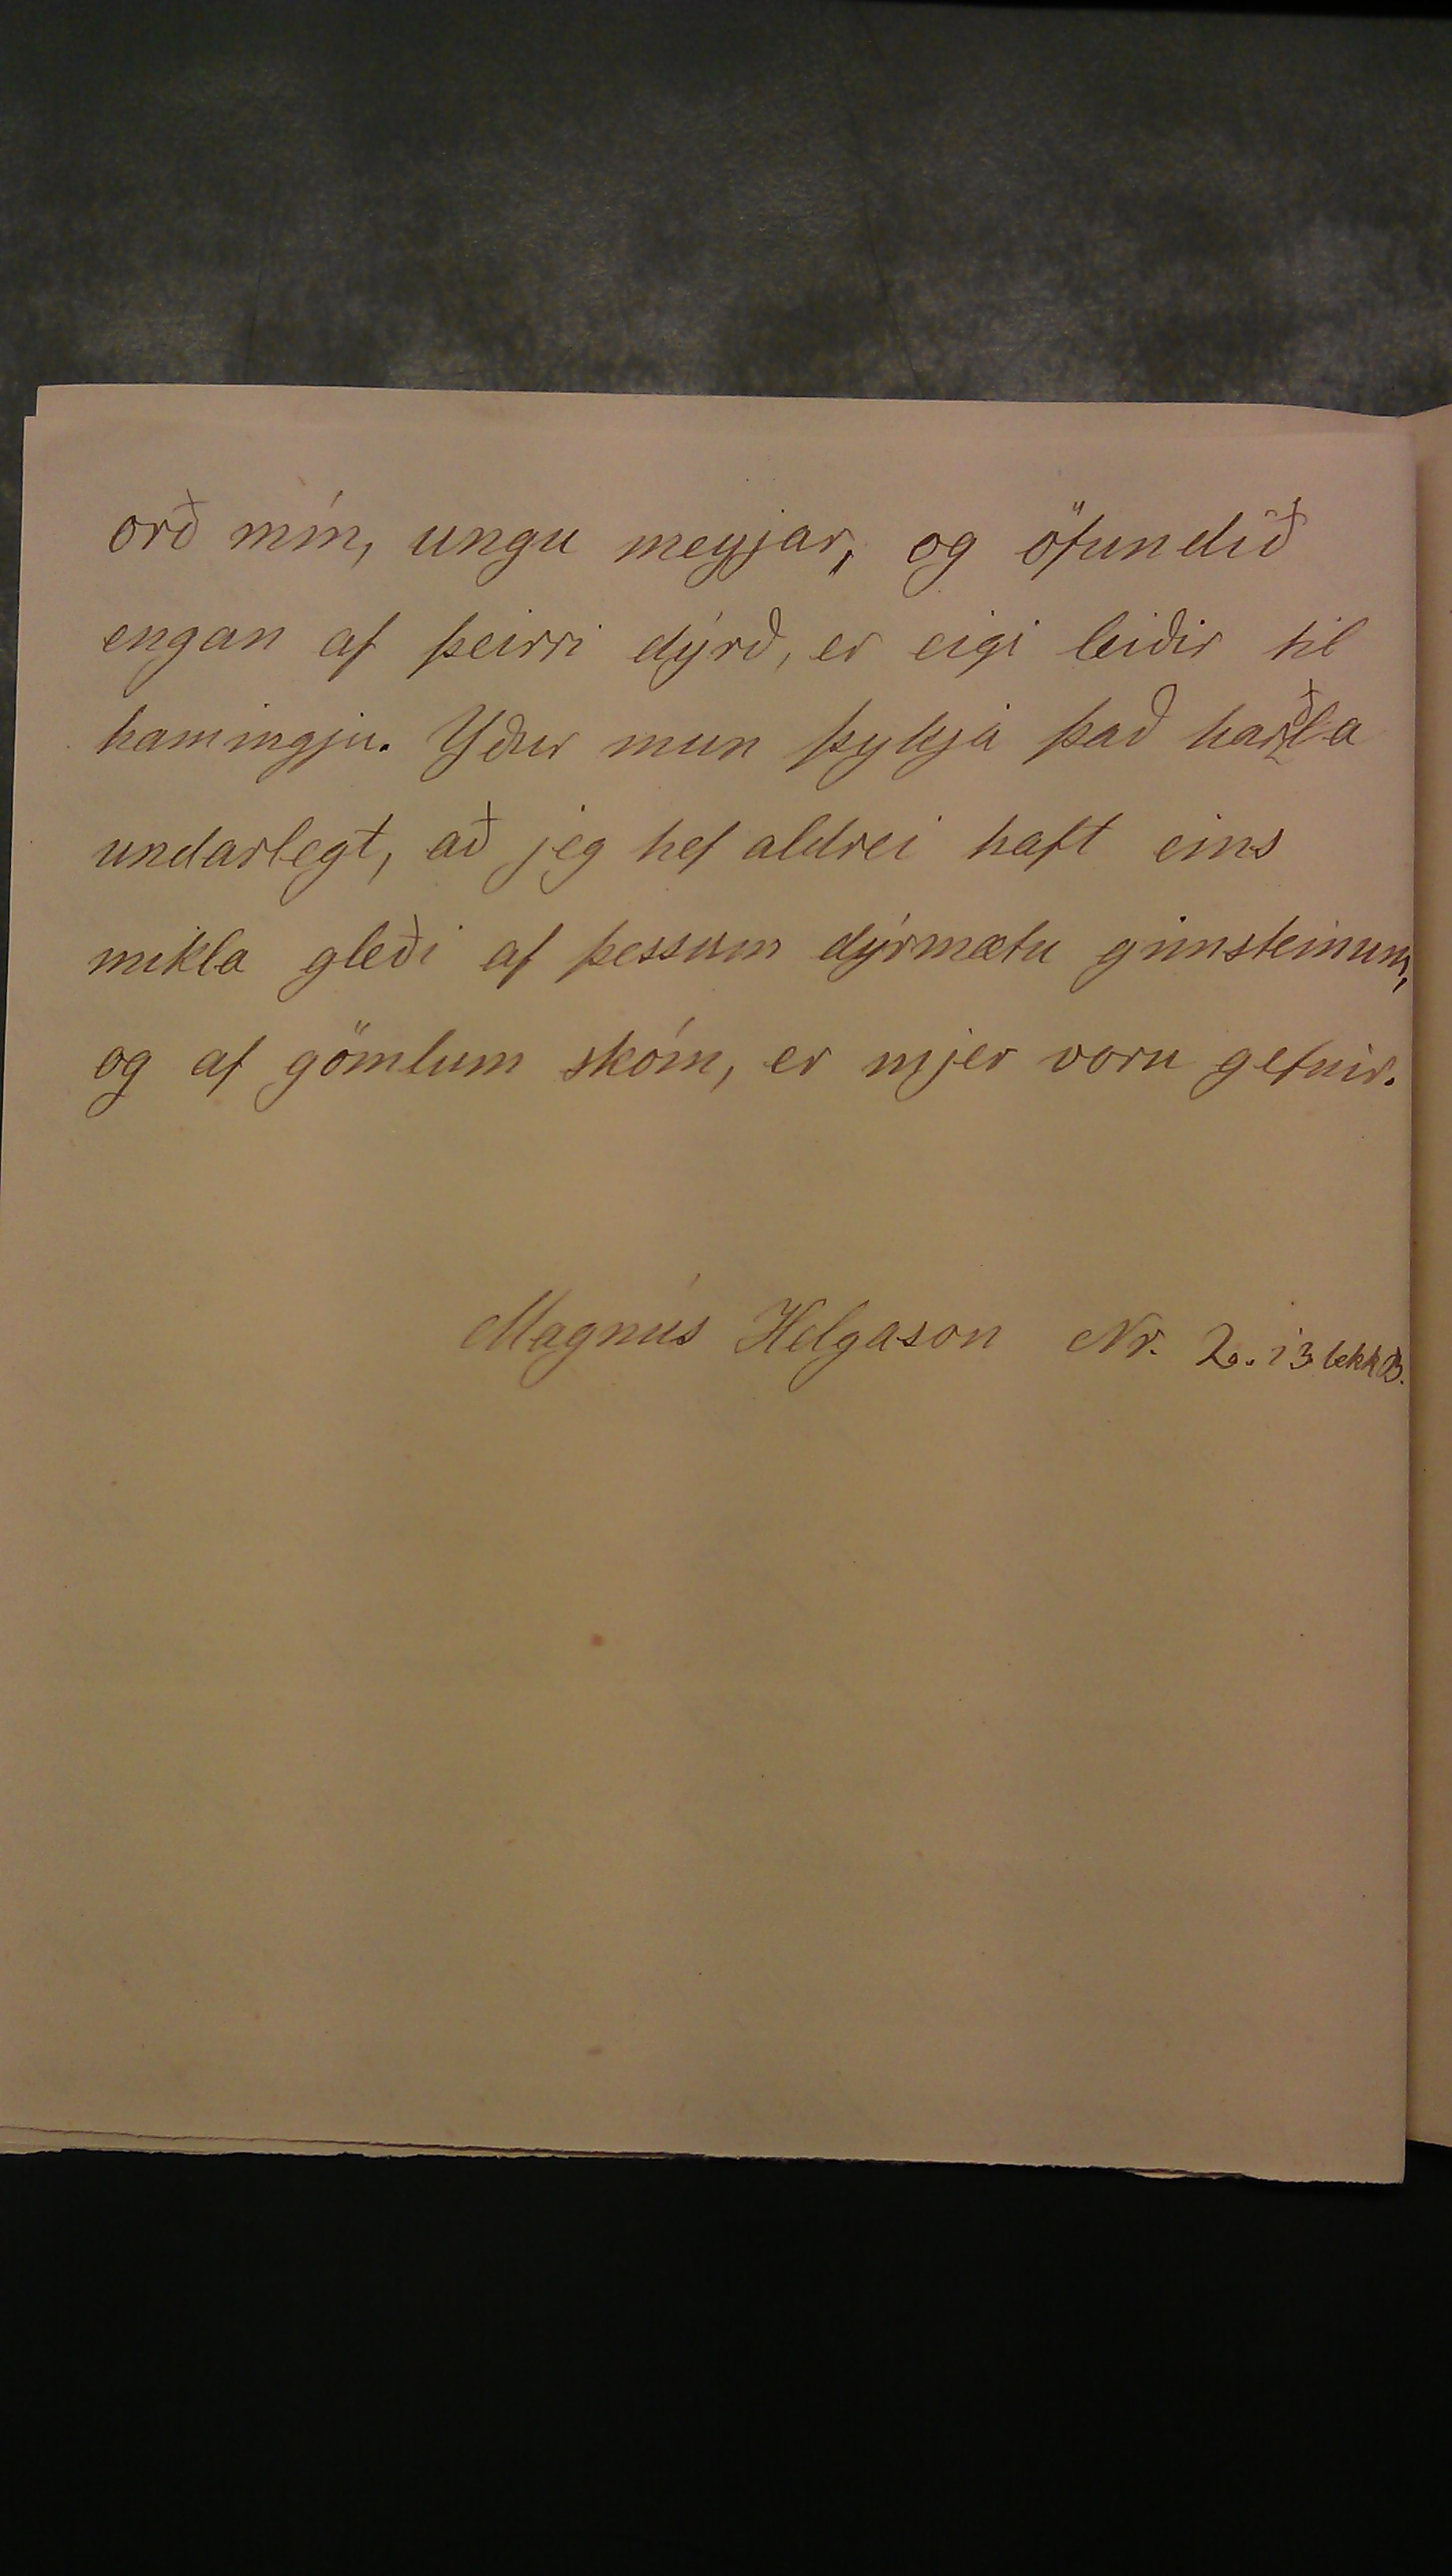 orð mín, ungu meyjar, og öfundið
engan af þeirri dýrð, er eigi leiðir til
hamingju. Yður mun þykja það harðla
undarlegt, að jeg hef aldrei haft eins
mikla gleði af þessum dýrmætu gimsteinum,
og af gömlum skóm, er mjer voru gefnir.
Magnús Helgason Nr. 2. í 3 bekk B.